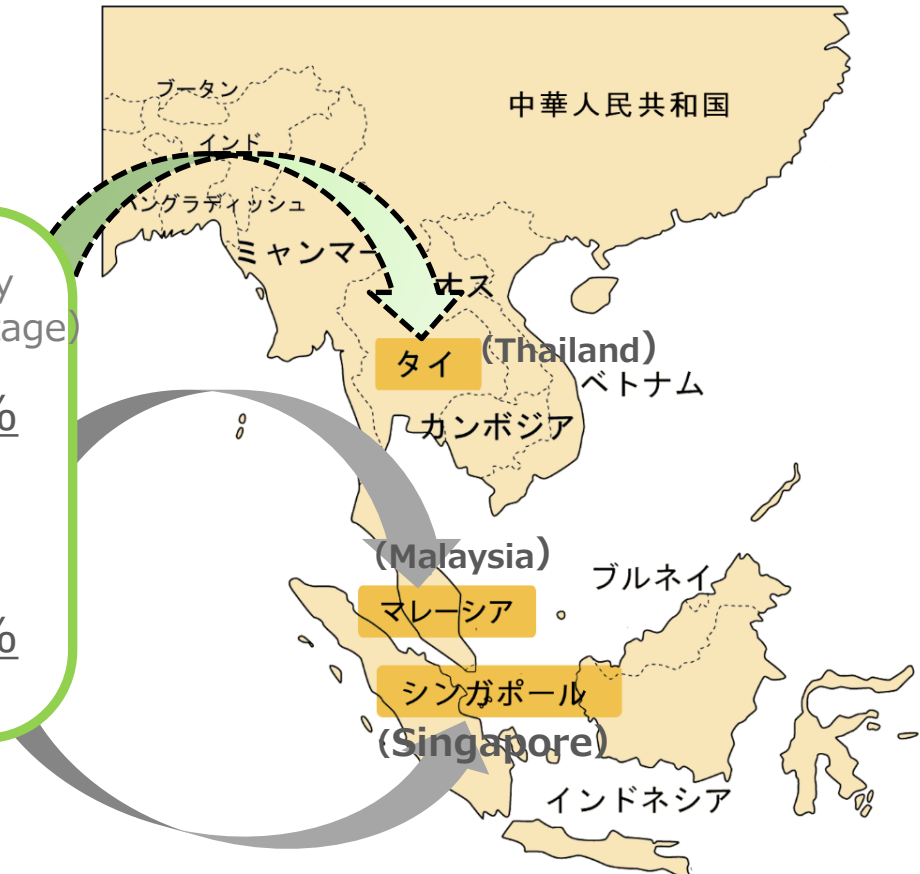 ブータン
中華人民共和国
インド
ングラディッシュ
ミャンマー
y
オス
tage)
タイ
(Thailand)
ベトナム
%
カンボジア
(Malaysia)
ブルネイ
マレーシア
%
シンガポール
(Singapore)
インドネシア